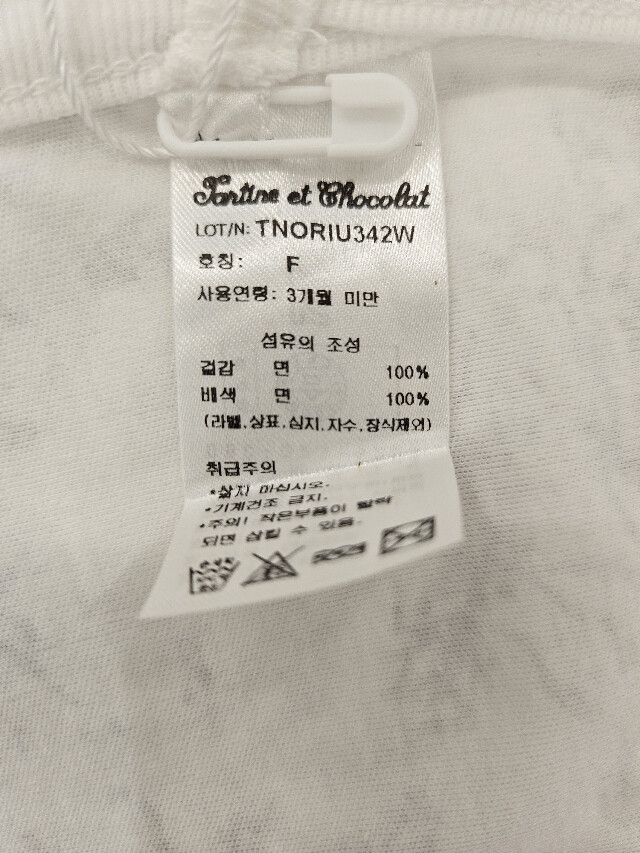 Tartine et Chocolat
LOT/N: TNORIU342W
호칭: F
사용연령: 3개월 미만
섬유의 조성
겉감 면 100%
배색 면 100%
(라벨.상표.심지.자수.장식제외)
취급주의
•삶지 마십시오.
•기계건조 금지.
•주의! 작은부품이 탈락
되면 삼킬 수 있음.